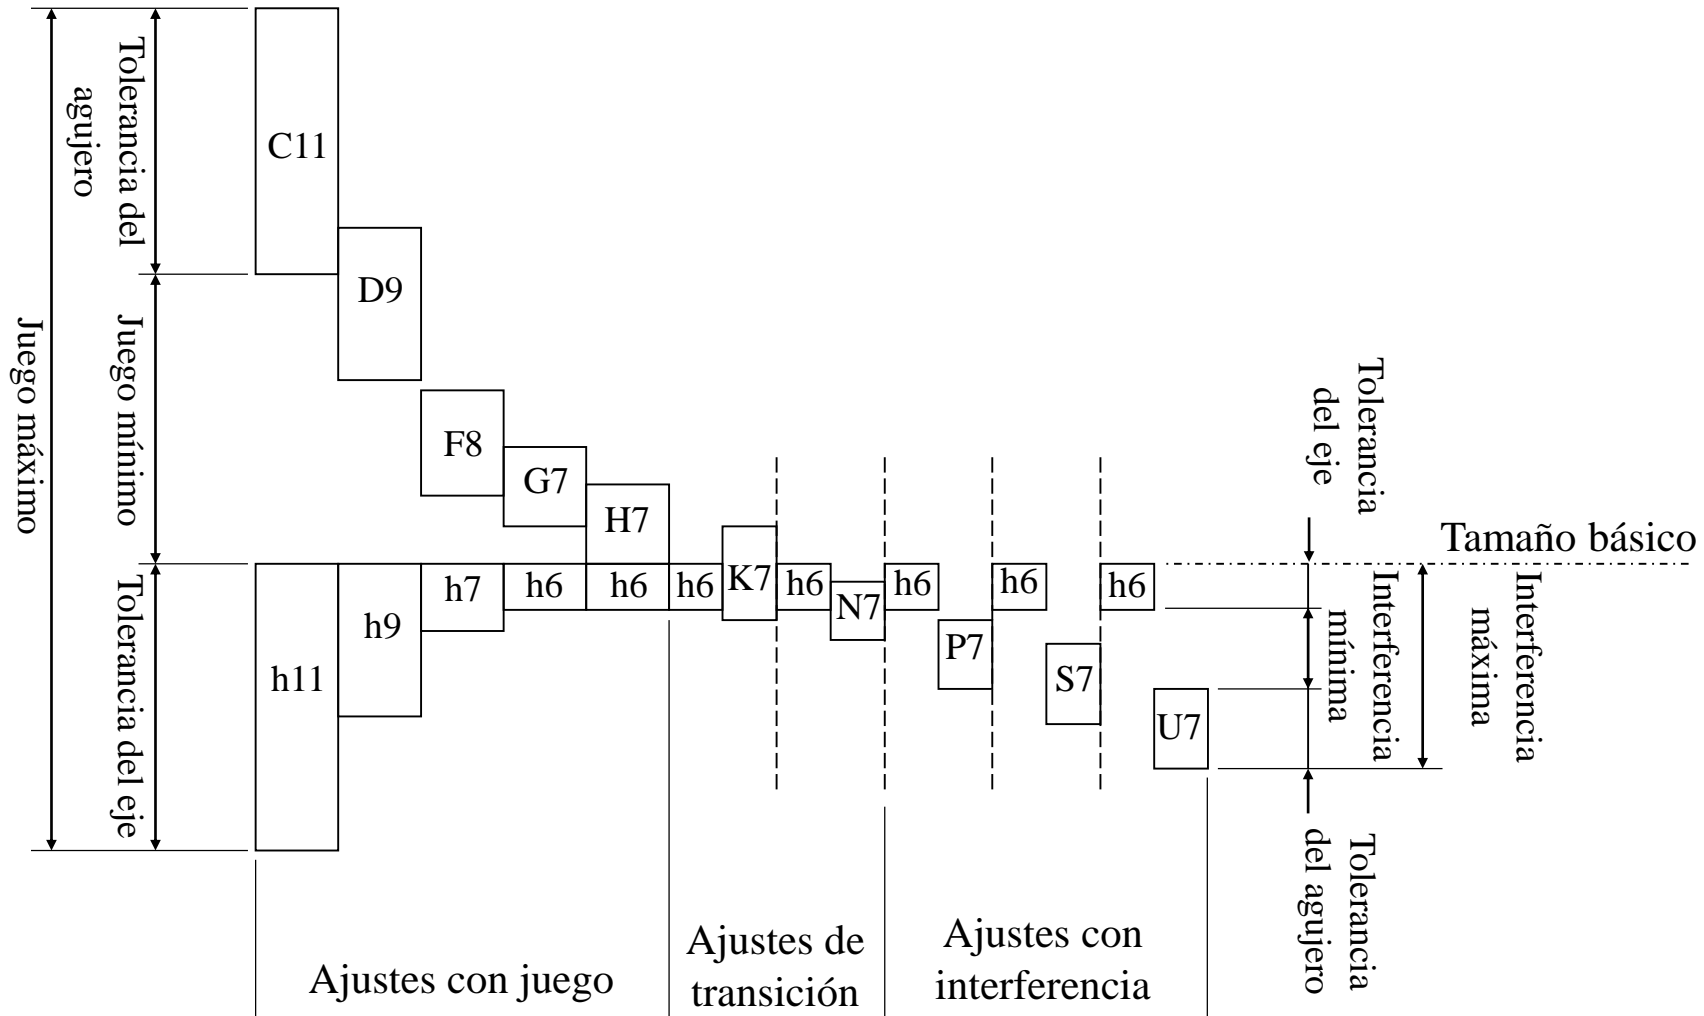 Juego máximo
Tolerancia del
agujero
Juego mínimo
Tolerancia del eje
C11
D9
F8
G7
H7
h11
h9
h7
h6
h6
h6
K7
h6
N7
h6
P7
h6
S7
h6
U7
Tolerancia
del eje
Tamaño básico
Interferencia
mínima
Interferencia
máxima
Tolerancia
del agujero
Ajustes con juego
Ajustes de
transición
Ajustes con
interferencia